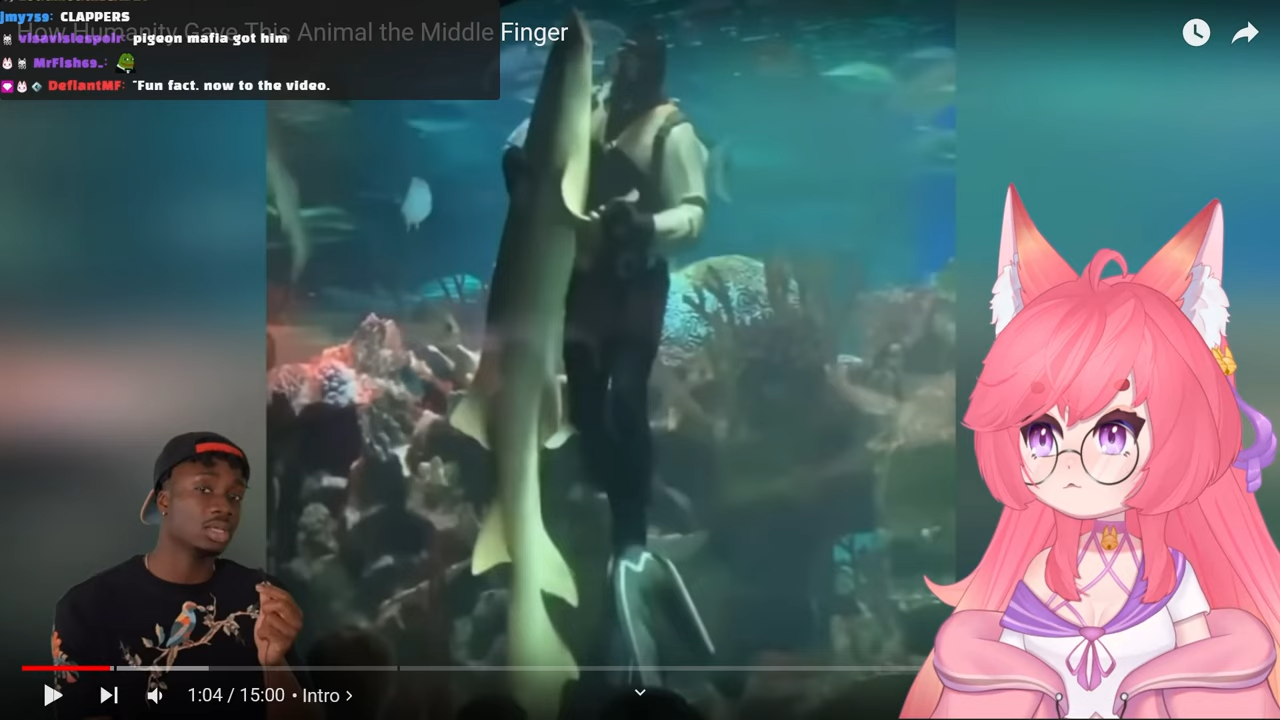 jmy759: CLAPPERS
How Humanity Gave This Animal the Middle Finger
visavislespoir: pigeon mafia got him
MrFish69_:
DefiantMF: "Fun fact. now to the video.
1:04 / 15:00 • Intro >